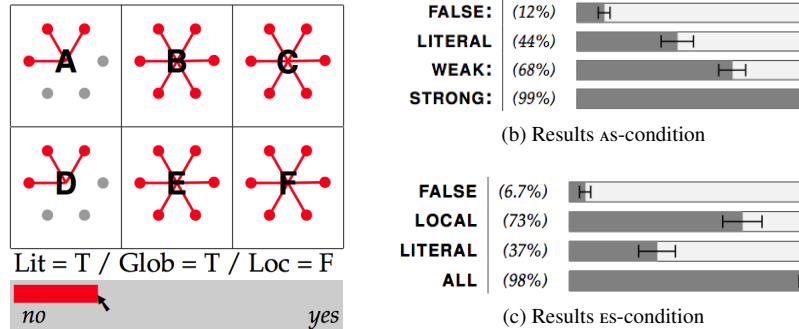 A B C
D E F
Lit = T / Glob = T / Loc = F
no yes
FALSE: (12%)
LITERAL (44%)
WEAK: (68%)
STRONG: (99%)
(b) Results AS-condition
FALSE (6.7%)
LOCAL (73%)
LITERAL (37%)
ALL (98%)
(c) Results ES-condition